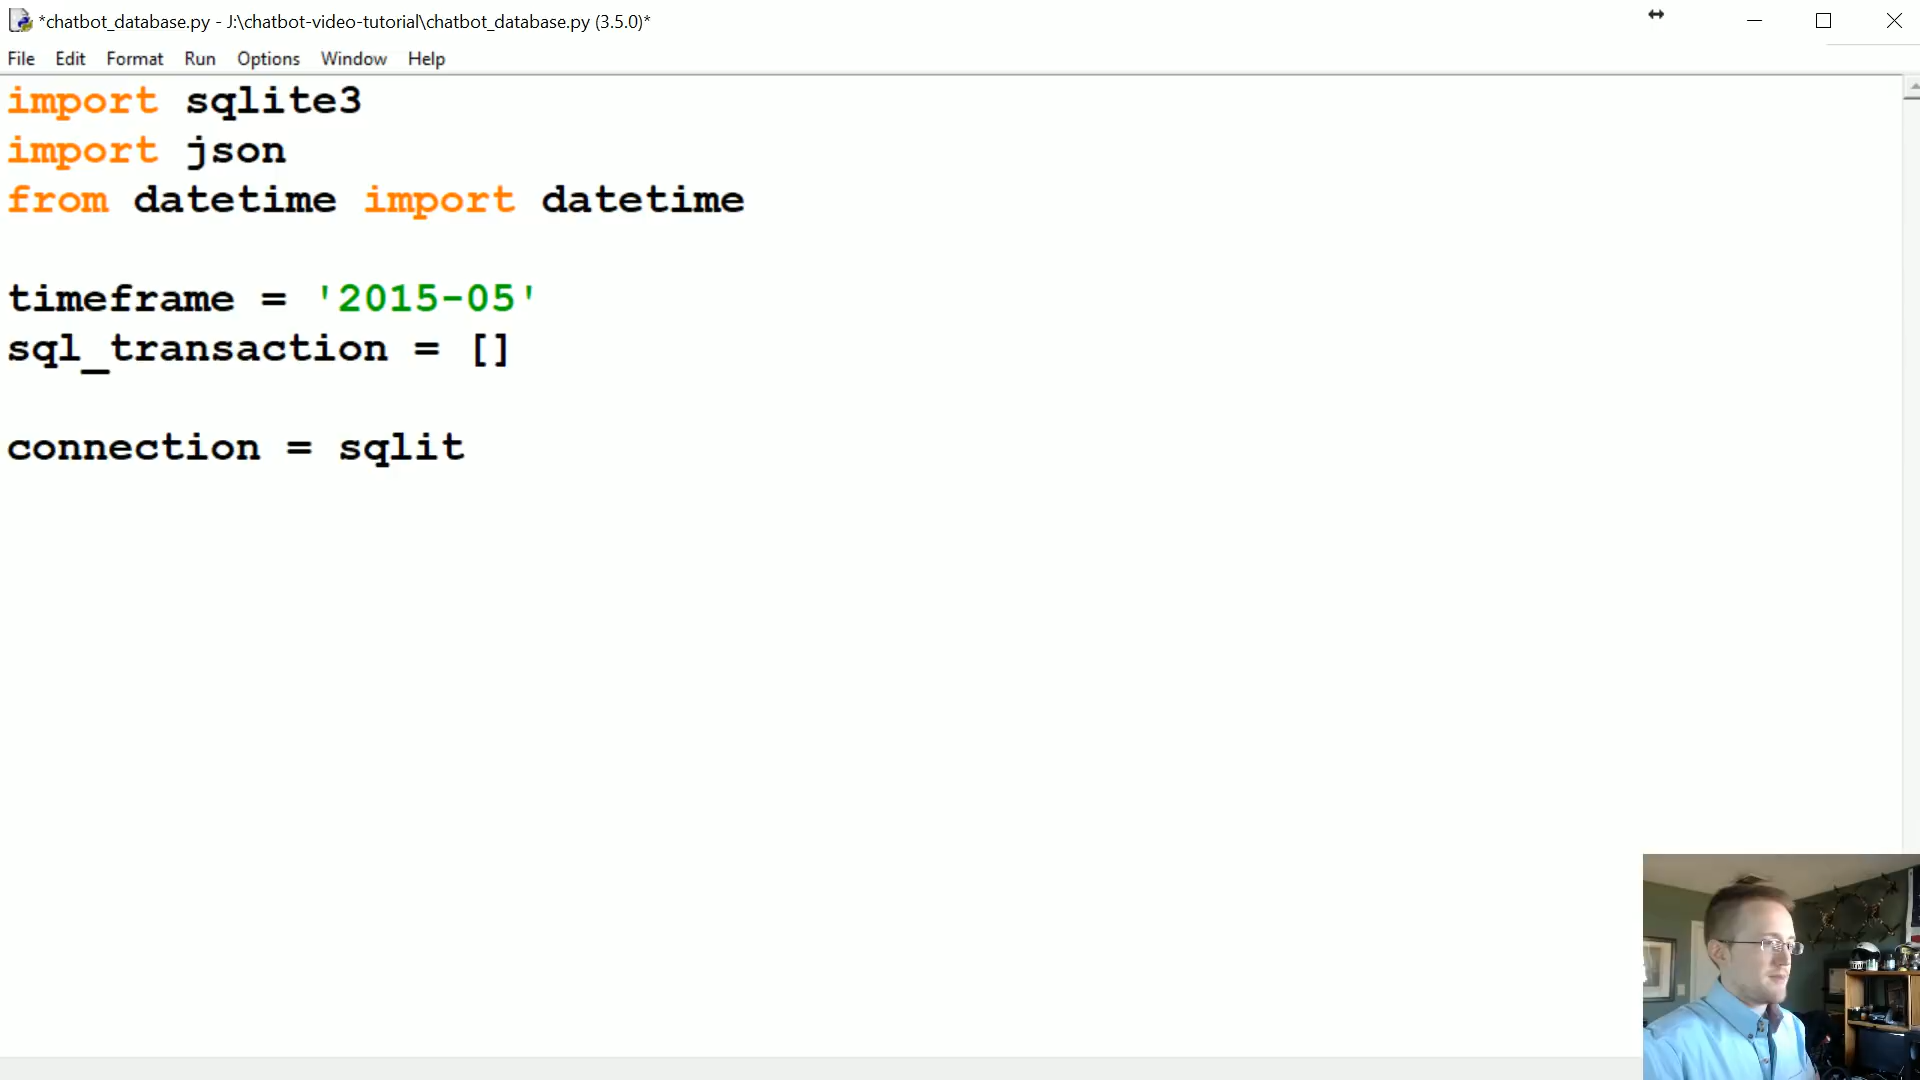 *chatbot_database.py - J:\chatbot-video-tutorial\chatbot_database.py (3.5.0)*
File Edit Format Run Options Window Help
import sqlite3
import json
from datetime import datetime
timeframe = '2015-05'
sql_transaction = []
connection = sqlit